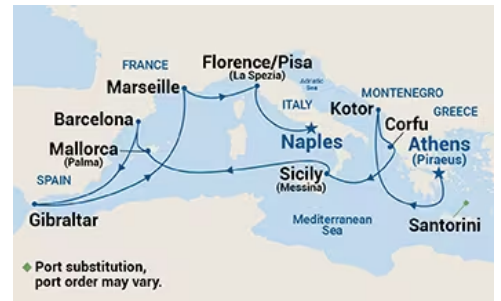 FRANCE
Marseille
Florence/Pisa
(La Spezia)
Adriatic
Sea
ITALY
Naples
MONTENEGRO
Kotor
GREECE
Corfu
Athens
(Piraeus)
Barcelona
Mallorca
(Palma)
SPAIN
Gibraltar
Sicily
(Messina)
Mediterranean
Sea
Santorini
Port substitution,
port order may vary.